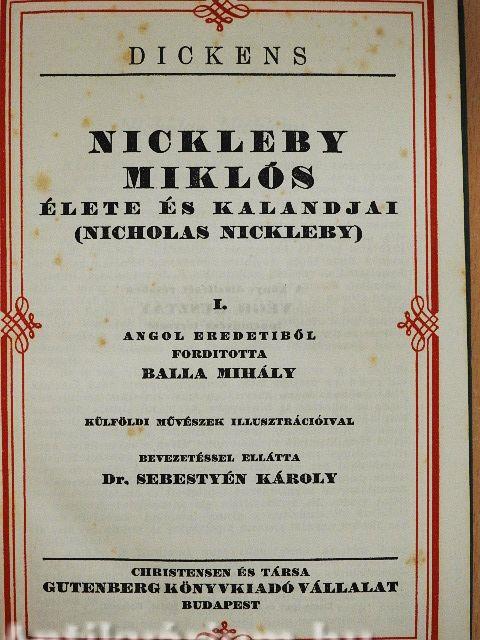 DICKENS
NICKLEBY
MIKLÓS
ÉLETE ÉS KALANDJAI
(NICHOLAS NICKLEBY)
I.
ANGOL EREDETIBŐL
FORDITOTTA
BALLA MIHÁLY
KÜLFÖLDI MŰVÉSZEK ILLUSZTRÁCIÓIVAL
BEVEZETÉSSEL ELLÁTTA
Dr. SEBESTYÉN KÁROLY
CHRISTENSEN ÉS TÁRSA
GUTENBERG KÖNYVKIADÓ VÁLLALAT
BUDAPEST